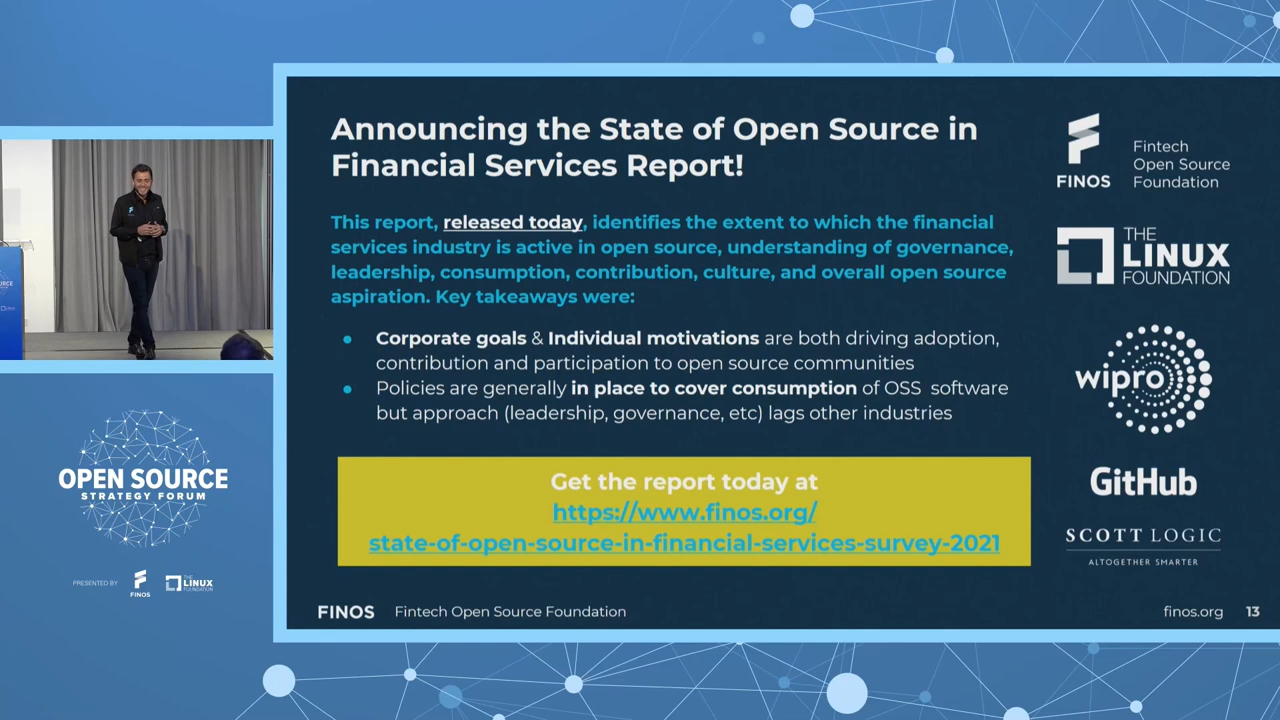 Announcing the State of Open Source in
Financial Services Report!
This report, released today, identifies the extent to which the financial
services industry is active in open source, understanding of governance,
leadership, consumption, contribution, culture, and overall open source
aspiration. Key takeaways were:
● Corporate goals & Individual motivations are both driving adoption,
contribution and participation to open source communities
● Policies are generally in place to cover consumption of OSS software
but approach (leadership, governance, etc) lags other industries
Get the report today at
https://www.finos.org/
state-of-open-source-in-financial-services-survey-2021
FINOS Fintech Open Source Foundation
finos.org 13
FINOS
Fintech
Open Source
Foundation
THE
LINUX
FOUNDATION
wipro
GitHub
SCOTT LOGIC
ALTOGETHER SMARTER
OPEN SOURCE
STRATEGY FORUM
PRESENTED BY
FINOS
THE
LINUX
FOUNDATION